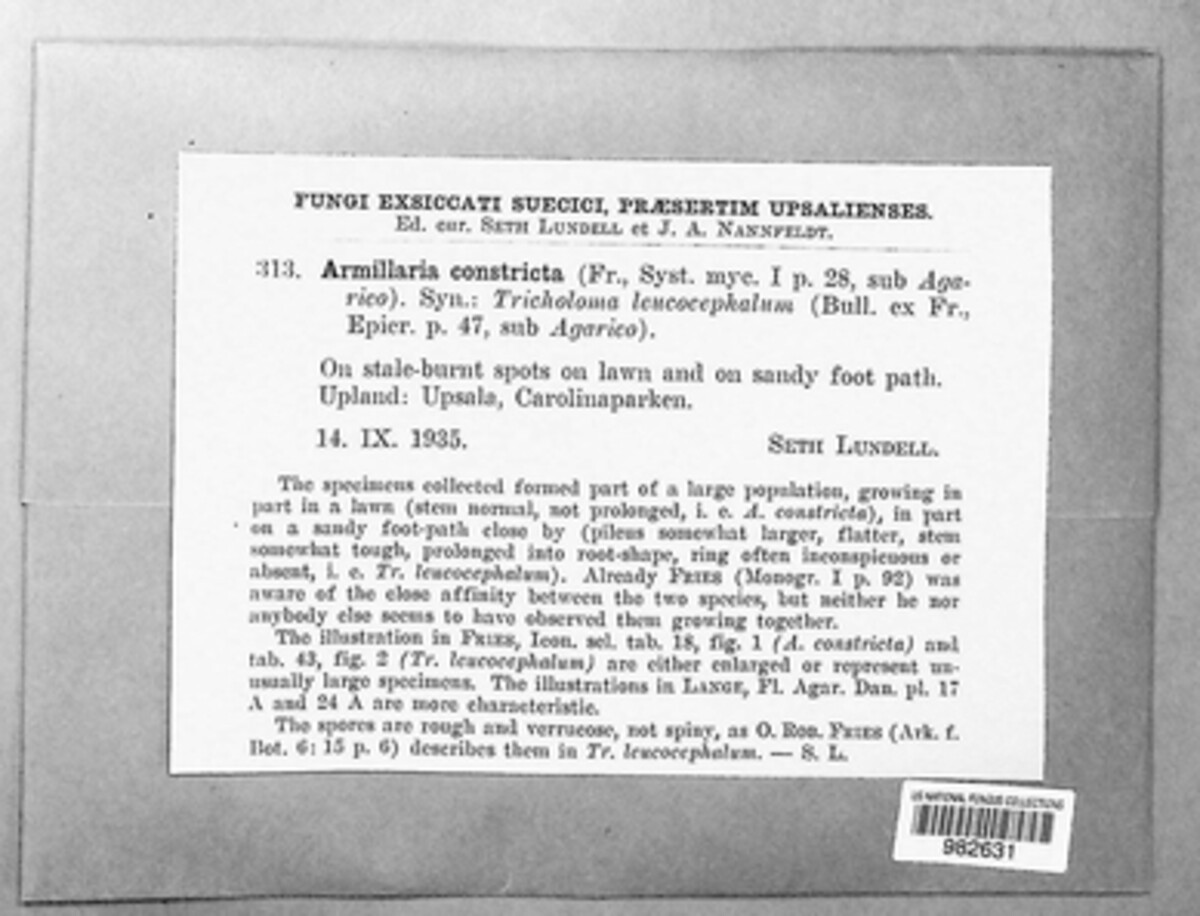 FUNGI EXSICCATI SUECICI, PRÆSERTIM UPSALIENSES.
Ed. cur. SETH LUNDELL et J. A. NANNFELDT.
313. Armillaria constricta (Fr., Syst. myc. I p. 28, sub Aga-
rico). Syn.: Tricholoma leucocephalum (Bull. ex Fr.,
Epicr. p. 47, sub Agarico).
On stale-burnt spots on lawn and on sandy foot path.
Upland: Upsala, Carolinaparken.
14. IX. 1935. SETH LUNDELL.
The specimens collected formed part of a large population, growing in
part in a lawn (stem normal, not prolonged, i. e. A. constricta), in part
on a sandy foot-path close by (pileus somewhat larger, flatter, stem
somewhat tough, prolonged into root-shape, ring often inconspicuous or
absent, i. e. Tr. leucocephalum). Already FRIES (Monogr. I p. 92) was
aware of the close affinity between the two species, but neither he nor
anybody else seems to have observed them growing together.
The illustration in FRIES, Icon. sel. tab. 18, fig. 1 (A. constricta) and
tab. 43, fig. 2 (Tr. leucocephalum) are either enlarged or represent un-
usually large specimens. The illustrations in LANGE, Fl. Agar. Dan. pl. 17
A and 24 A are more characteristic.
The spores are rough and verrucose, not spiny, as O. ROB. FRIES (Ark. f.
Bot. 6: 15 p. 6) describes them in Tr. leucocephalum. — S. L.
US NATIONAL FUNGUS COLLECTIONS
982631